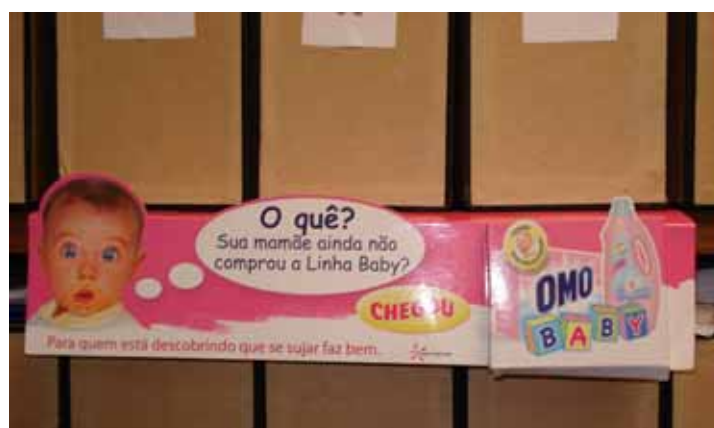 O quê?
Sua mamãe ainda não
comprou a Linha Baby?
CHEGOU
Para quem está descobrindo que se sujar faz bem.
OMO
BABY